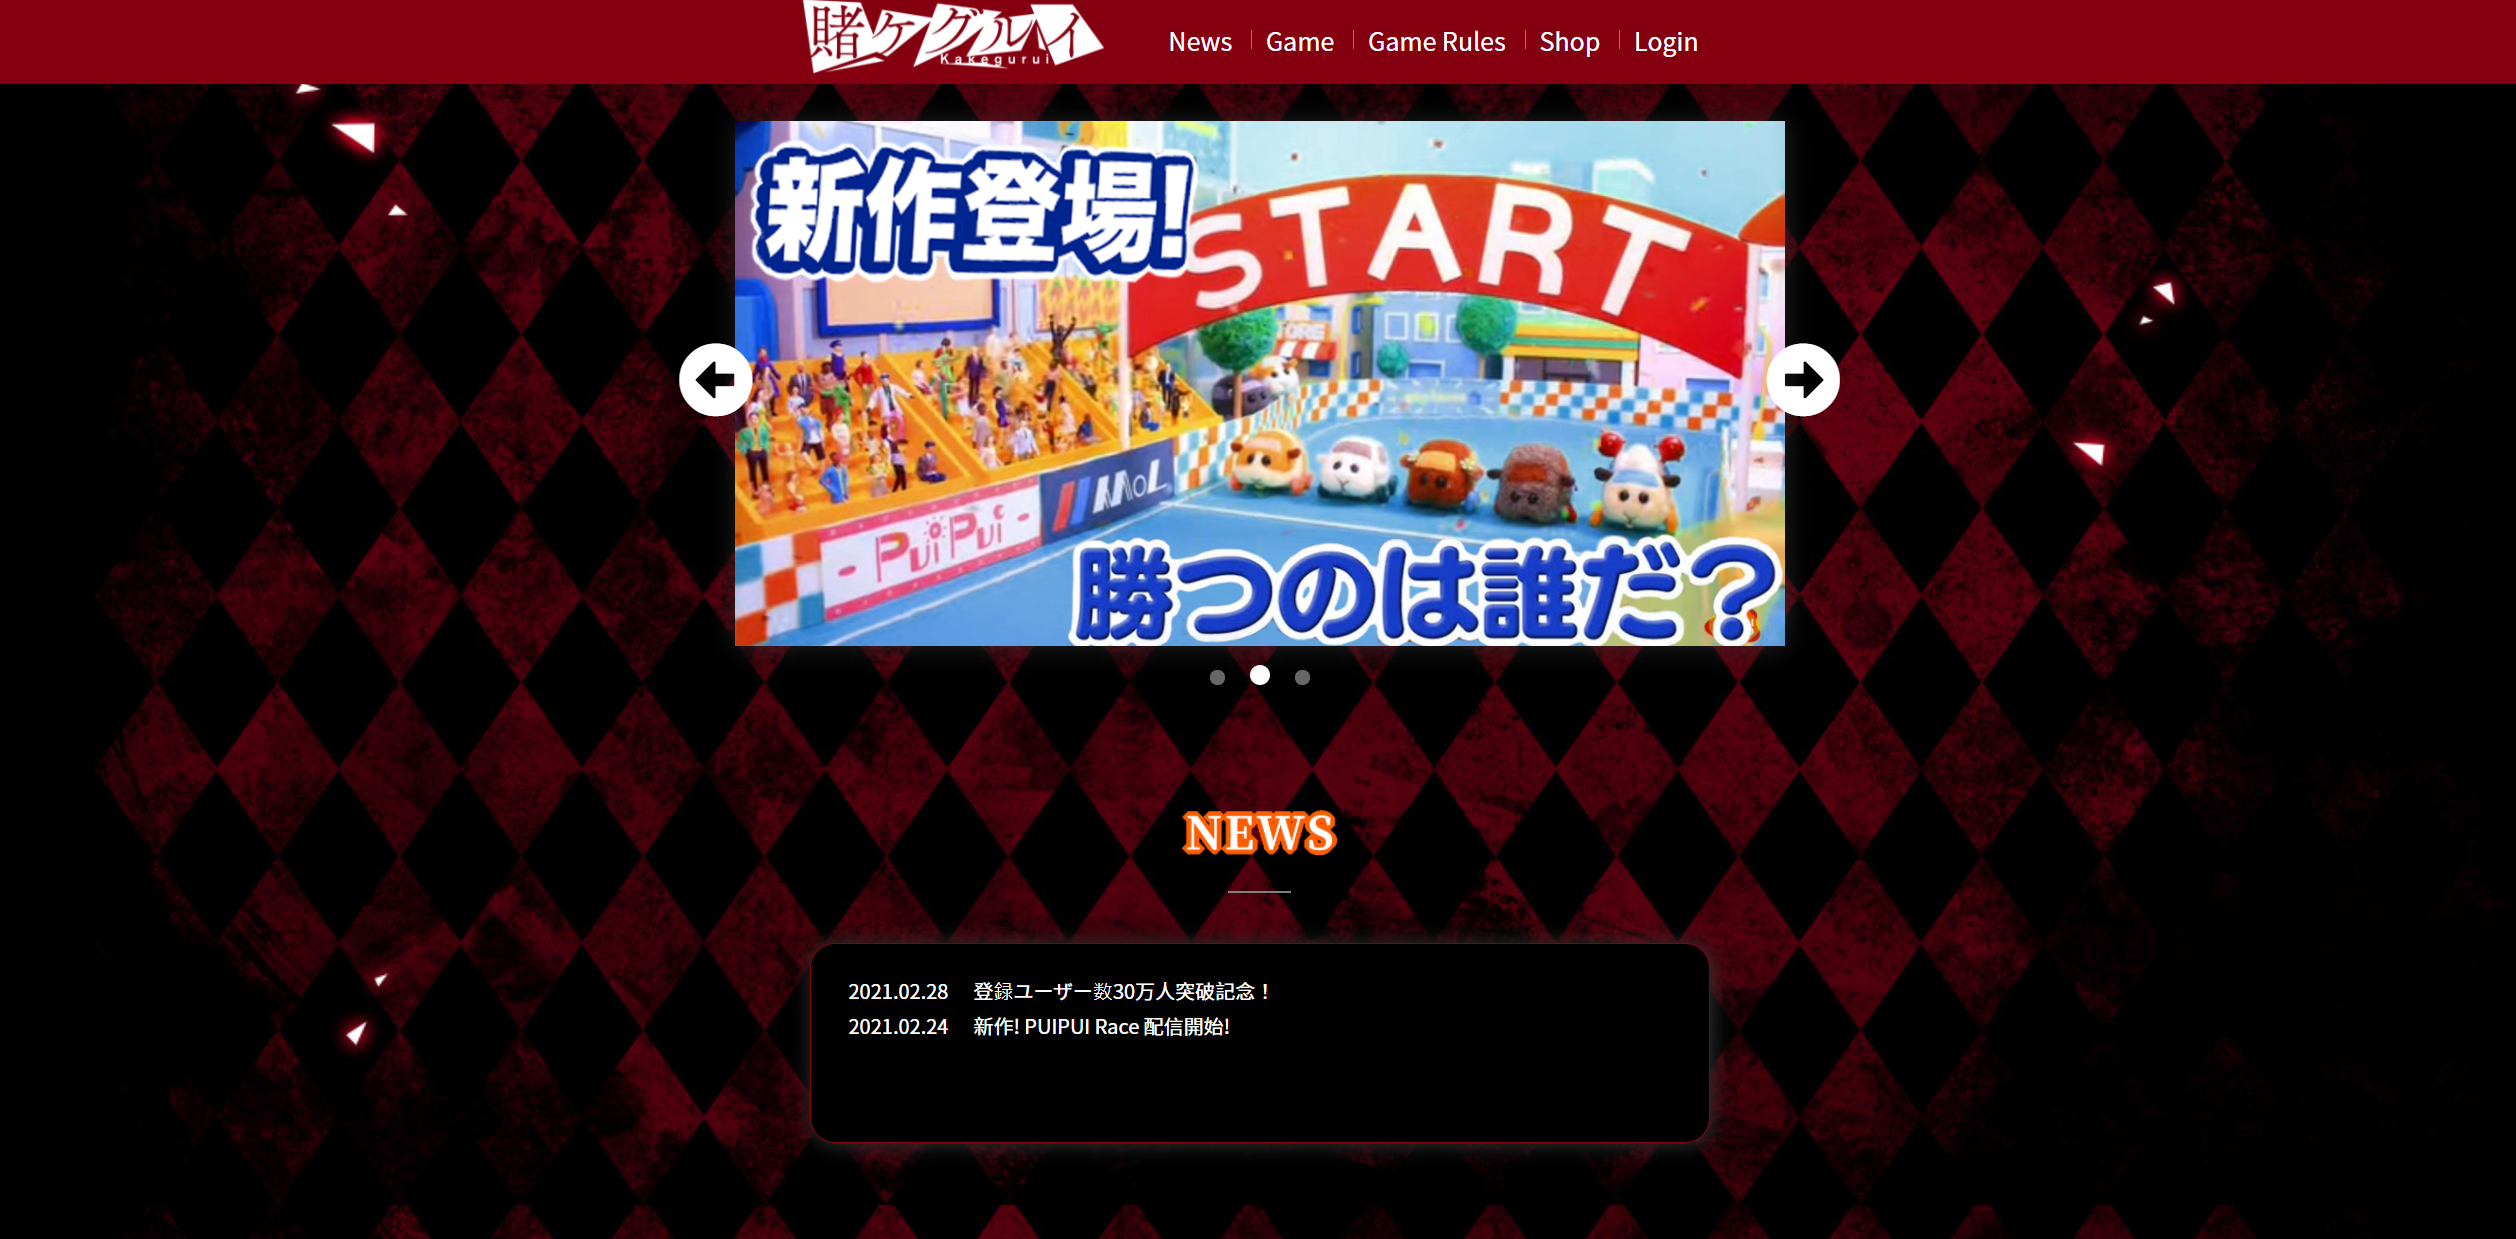 賭ケグルヰ
Kakegurui
News
Game
Game Rules
Shop
Login
新作登場!
START
STORE
MOL
- PUI PUI -
勝つのは誰だ?
NEWS
2021.02.28 登録ユーザー数30万人突破記念！
2021.02.24 新作! PUIPUI Race 配信開始!